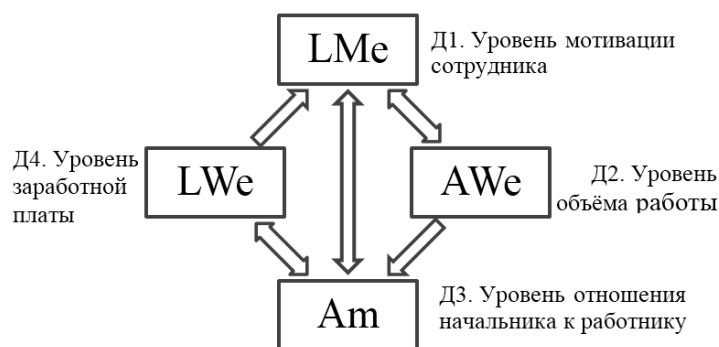 LMe
Д1. Уровень мотивации
сотрудника
Д4. Уровень
заработной
платы
LWe
AWe
Д2. Уровень
объёма работы
Am
Д3. Уровень отношения
начальника к работнику